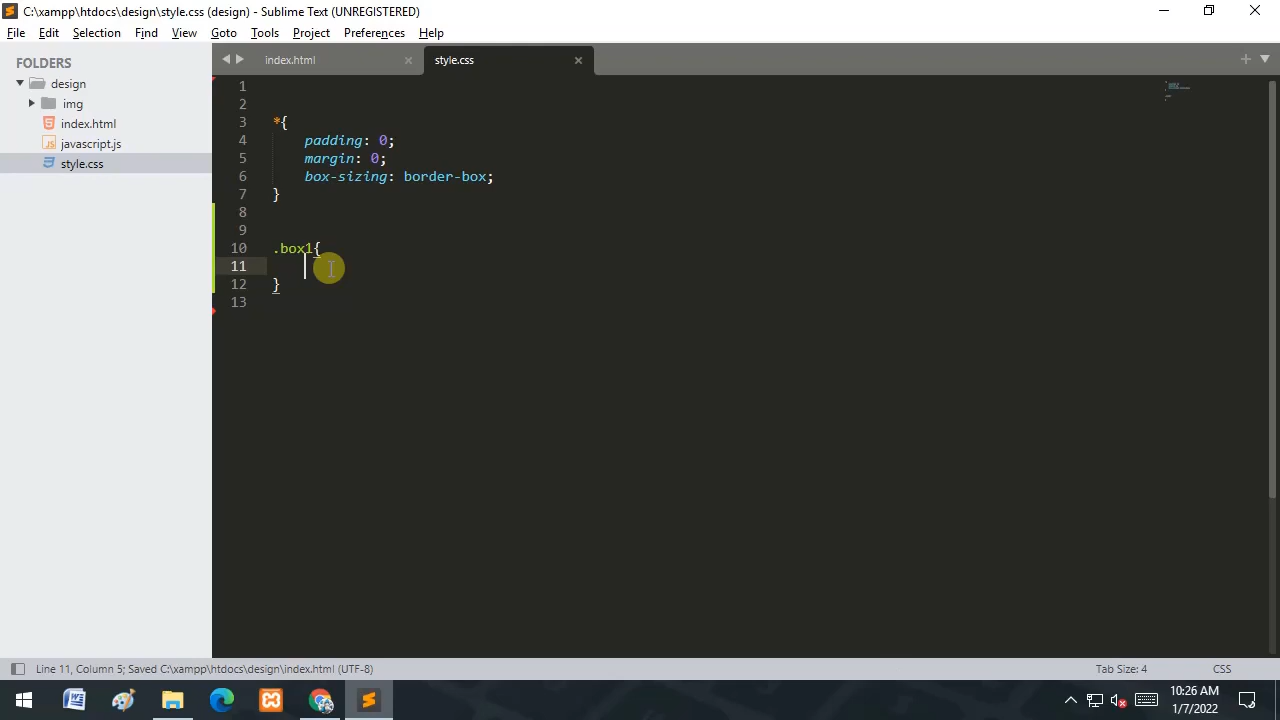 C:\xampp\htdocs\design\style.css (design) - Sublime Text (UNREGISTERED)
File Edit Selection Find View Goto Tools Project Preferences Help
FOLDERS
design
img
index.html
javascript.js
style.css
index.html × style.css ×
1
2
3 *{
4 padding: 0;
5 margin: 0;
6 box-sizing: border-box;
7 }
8
9
10 .box1{
11
12 }
13
Line 11, Column 5; Saved C:\xampp\htdocs\design\index.html (UTF-8) Tab Size: 4 CSS
10:26 AM
1/7/2022